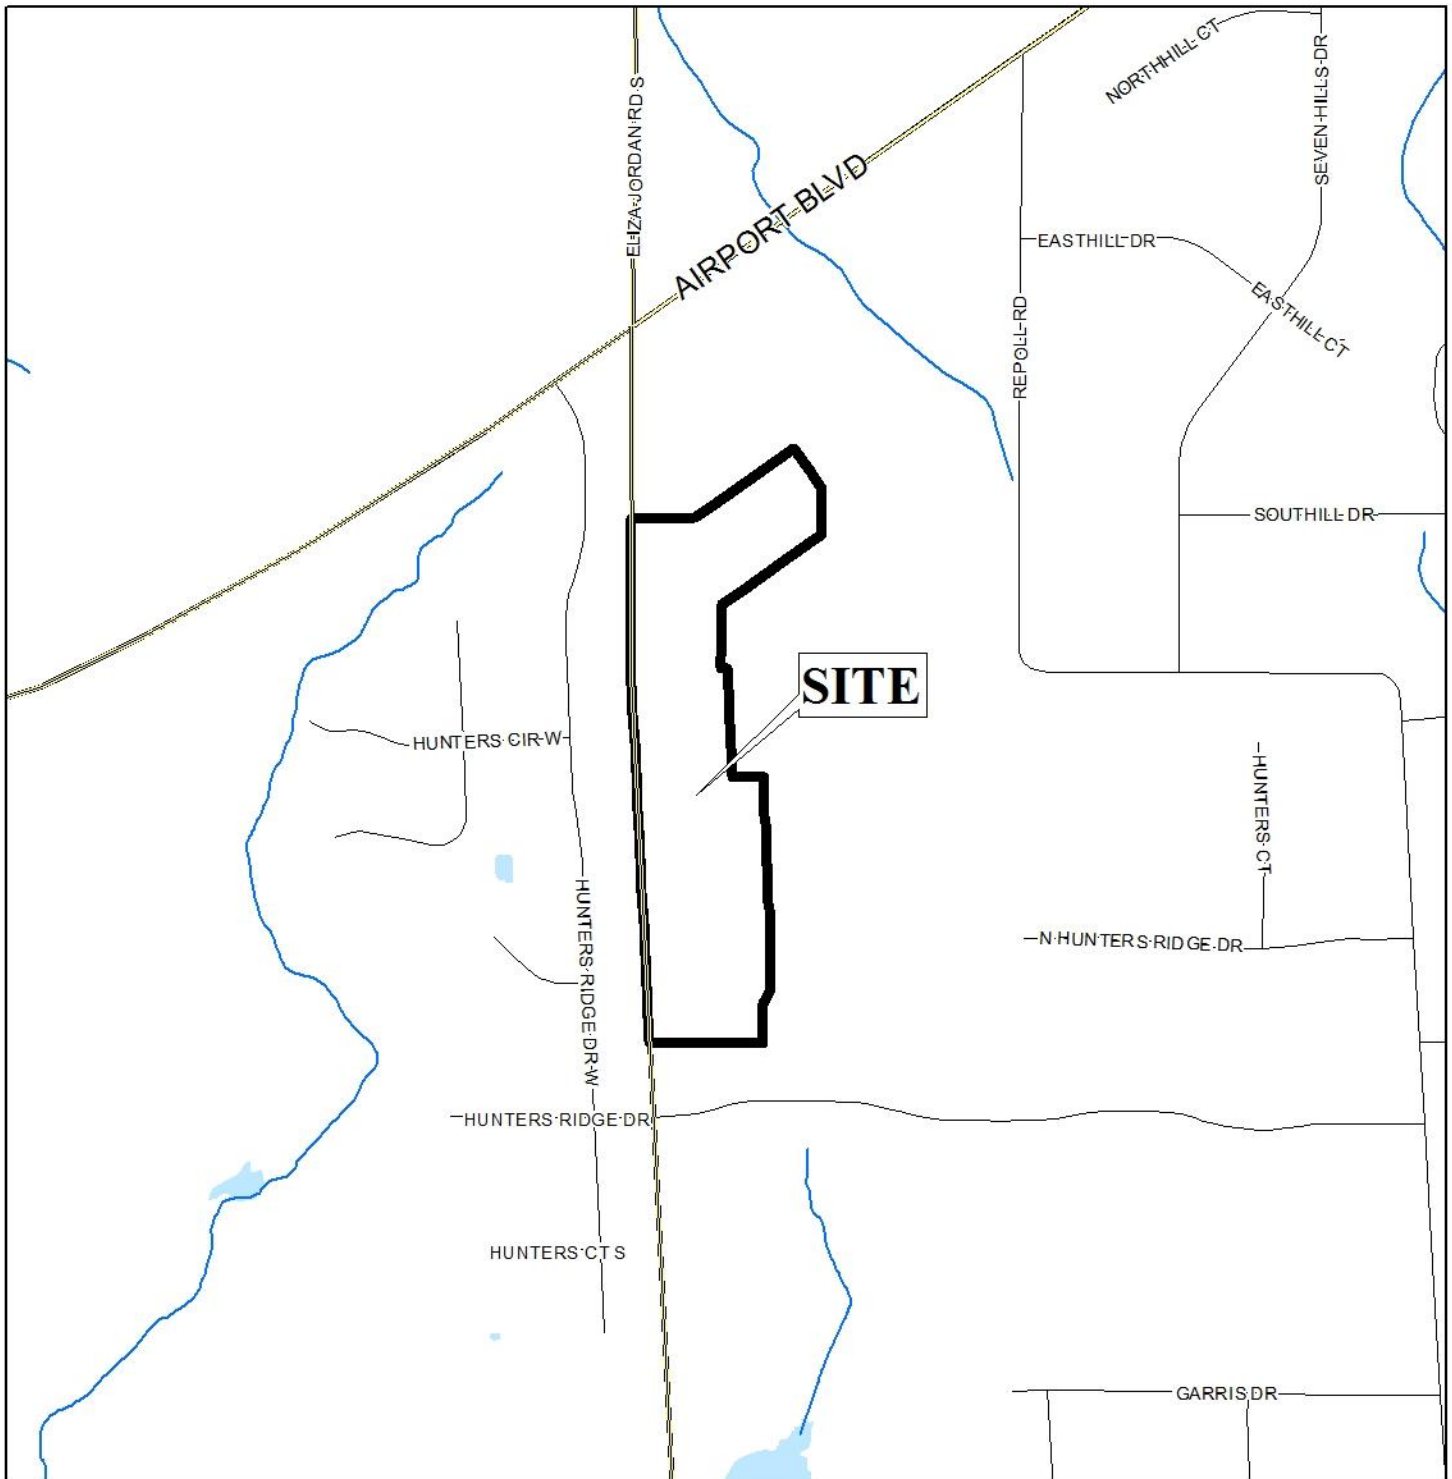 NORTHHILL CT
SEVEN HILLS DR
ELIZA JORDAN RD S
AIRPORT BLVD
EASTHILL DR
EASTHILL CT
REPOLL RD
SOUTHILL DR
SITE
HUNTERS CIR W
HUNTERS CT
HUNTERS RIDGE DR W
N HUNTERS RIDGE DR
HUNTERS RIDGE DR
HUNTERS CT S
GARRIS DR